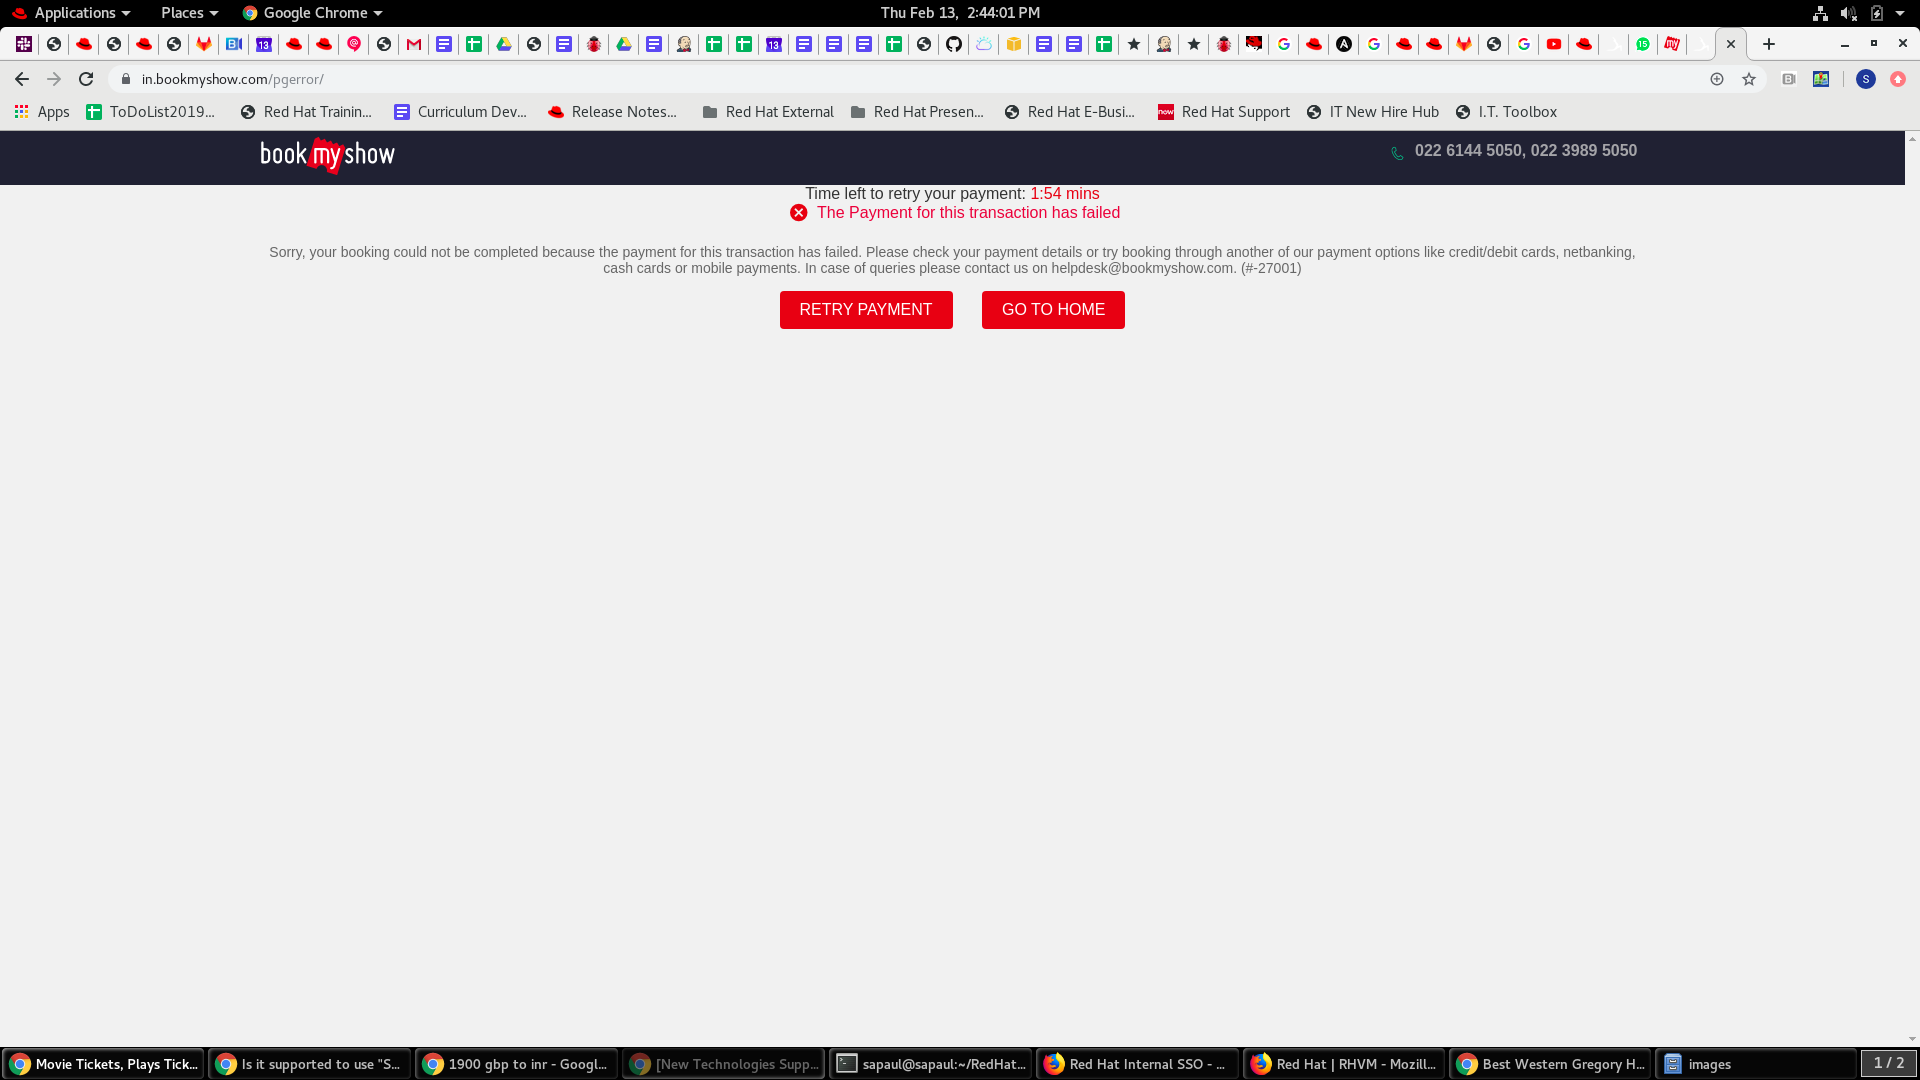 Applications
Places
Google Chrome
Thu Feb 13, 2:44:01 PM
in.bookmyshow.com/pgerror/
Apps
ToDoList2019...
Red Hat Trainin...
Curriculum Dev...
Release Notes...
Red Hat External
Red Hat Presen...
Red Hat E-Busi...
Red Hat Support
IT New Hire Hub
I.T. Toolbox
book my show
022 6144 5050, 022 3989 5050
Time left to retry your payment: 1:54 mins
The Payment for this transaction has failed
Sorry, your booking could not be completed because the payment for this transaction has failed. Please check your payment details or try booking through another of our payment options like credit/debit cards, netbanking,
cash cards or mobile payments. In case of queries please contact us on helpdesk@bookmyshow.com. (#-27001)
RETRY PAYMENT
GO TO HOME
Movie Tickets, Plays Tick...
Is it supported to use "S...
1900 gbp to inr - Googl...
[New Technologies Supp...
sapaul@sapaul:~/RedHat...
Red Hat Internal SSO - ...
Red Hat | RHVM - Mozill...
Best Western Gregory H...
images
1 / 2